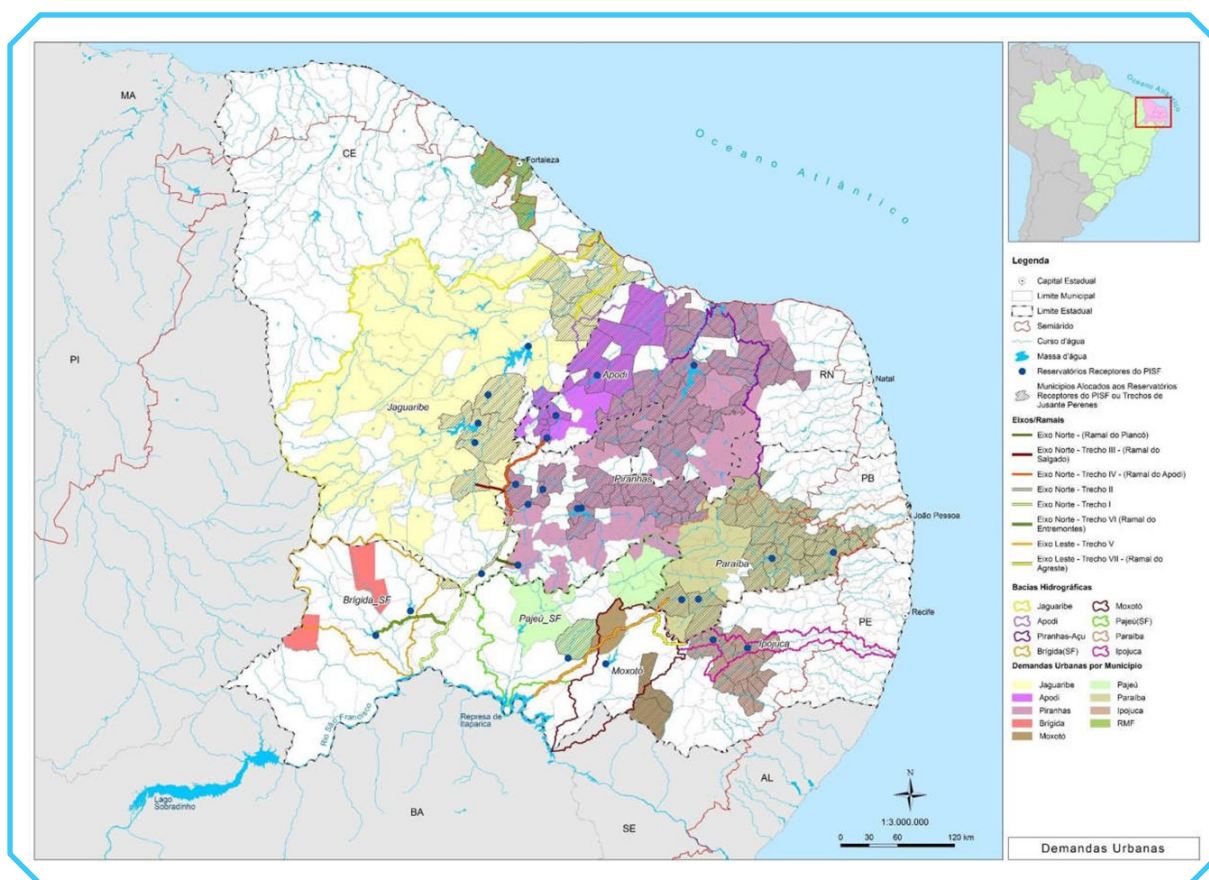 MA
CE
Fortaleza
Oceano Atlântico
PI
Jaguaribe
Apodi
RN
Natal
Piranhas
PB
João Pessoa
Paraíba
Brígida_SF
Pajeú_SF
Recife
PE
Ipojuca
Moxotó
Rio São Francisco
Represa de
Itaparica
Lago
Sobradinho
BA
AL
SE
N
1:3.000.000
0 30 60 120 km
Oceano Atlântico
Legenda
Capital Estadual
Limite Municipal
Limite Estadual
Semiárido
Curso d'água
Massa d'água
Reservatórios Receptores do PISF
Municípios Alocados aos Reservatórios
Receptores do PISF ou Trechos de
Jusante Perenes
Eixos/Ramais
Eixo Norte - (Ramal do Piancó)
Eixo Norte - Trecho III - (Ramal do
Salgado)
Eixo Norte - Trecho IV - (Ramal do Apodi)
Eixo Norte - Trecho II
Eixo Norte - Trecho I
Eixo Norte - Trecho VI (Ramal do
Entremontes)
Eixo Leste - Trecho V
Eixo Leste - Trecho VII - (Ramal do
Agreste)
Bacias Hidrográficas
Jaguaribe
Moxotó
Apodi
Pajeú(SF)
Piranhas-Açu
Paraíba
Brígida(SF)
Ipojuca
Demandas Urbanas por Município
Jaguaribe
Pajeú
Apodi
Paraíba
Piranhas
Ipojuca
Brígida
RMF
Moxotó
Demandas Urbanas